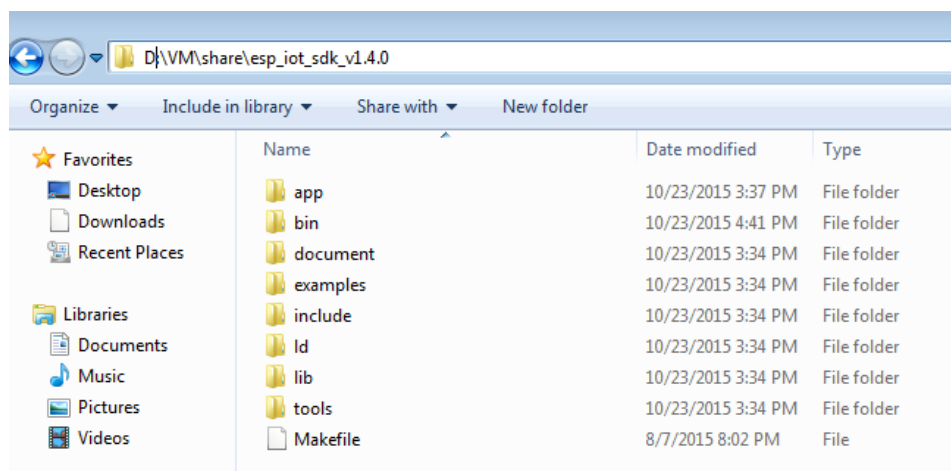 D:\VM\share\esp_iot_sdk_v1.4.0
Organize Include in library Share with New folder
Favorites
Desktop
Downloads
Recent Places
Libraries
Documents
Music
Pictures
Videos
Name Date modified Type
app 10/23/2015 3:37 PM File folder
bin 10/23/2015 4:41 PM File folder
document 10/23/2015 3:34 PM File folder
examples 10/23/2015 3:34 PM File folder
include 10/23/2015 3:34 PM File folder
ld 10/23/2015 3:34 PM File folder
lib 10/23/2015 3:34 PM File folder
tools 10/23/2015 3:34 PM File folder
Makefile 8/7/2015 8:02 PM File